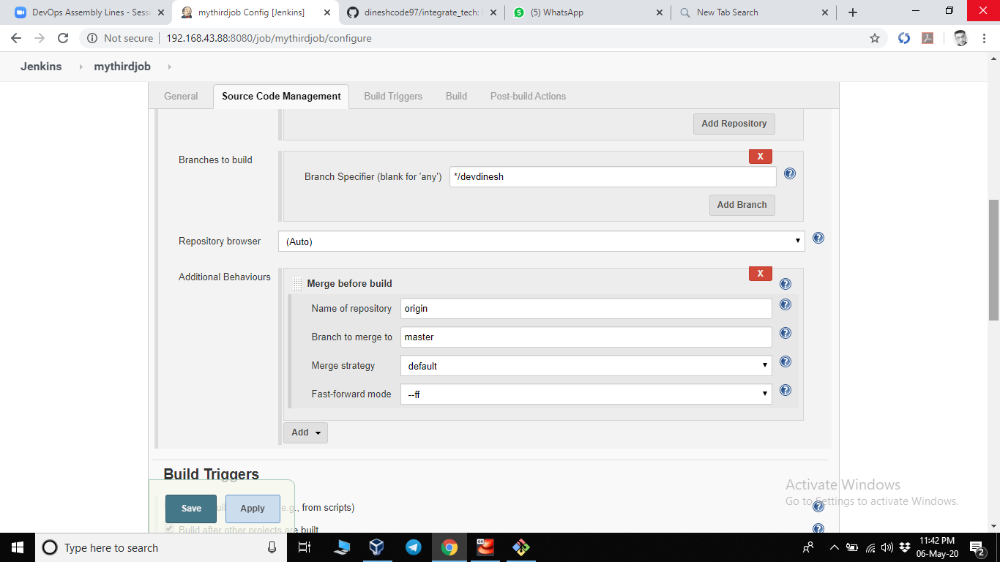 DevOps Assembly Lines - Sessi
mythirdjob Config [Jenkins]
dineshcode97/integrate_tech:
5 (5) WhatsApp
New Tab Search
Not secure 192.168.43.88:8080/job/mythirdjob/configure
Jenkins mythirdjob
General Source Code Management Build Triggers Build Post-build Actions
Add Repository
Branches to build
X
Branch Specifier (blank for 'any') */devdinesh
Add Branch
Repository browser (Auto)
Additional Behaviours
X
Merge before build
Name of repository origin
Branch to merge to master
Merge strategy default
Fast-forward mode --ff
Add
Build Triggers
Save Apply , from scripts)
Build after other projects are built
Activate Windows
Go to Settings to activate Windows.
Type here to search
11:42 PM
06-May-20
2